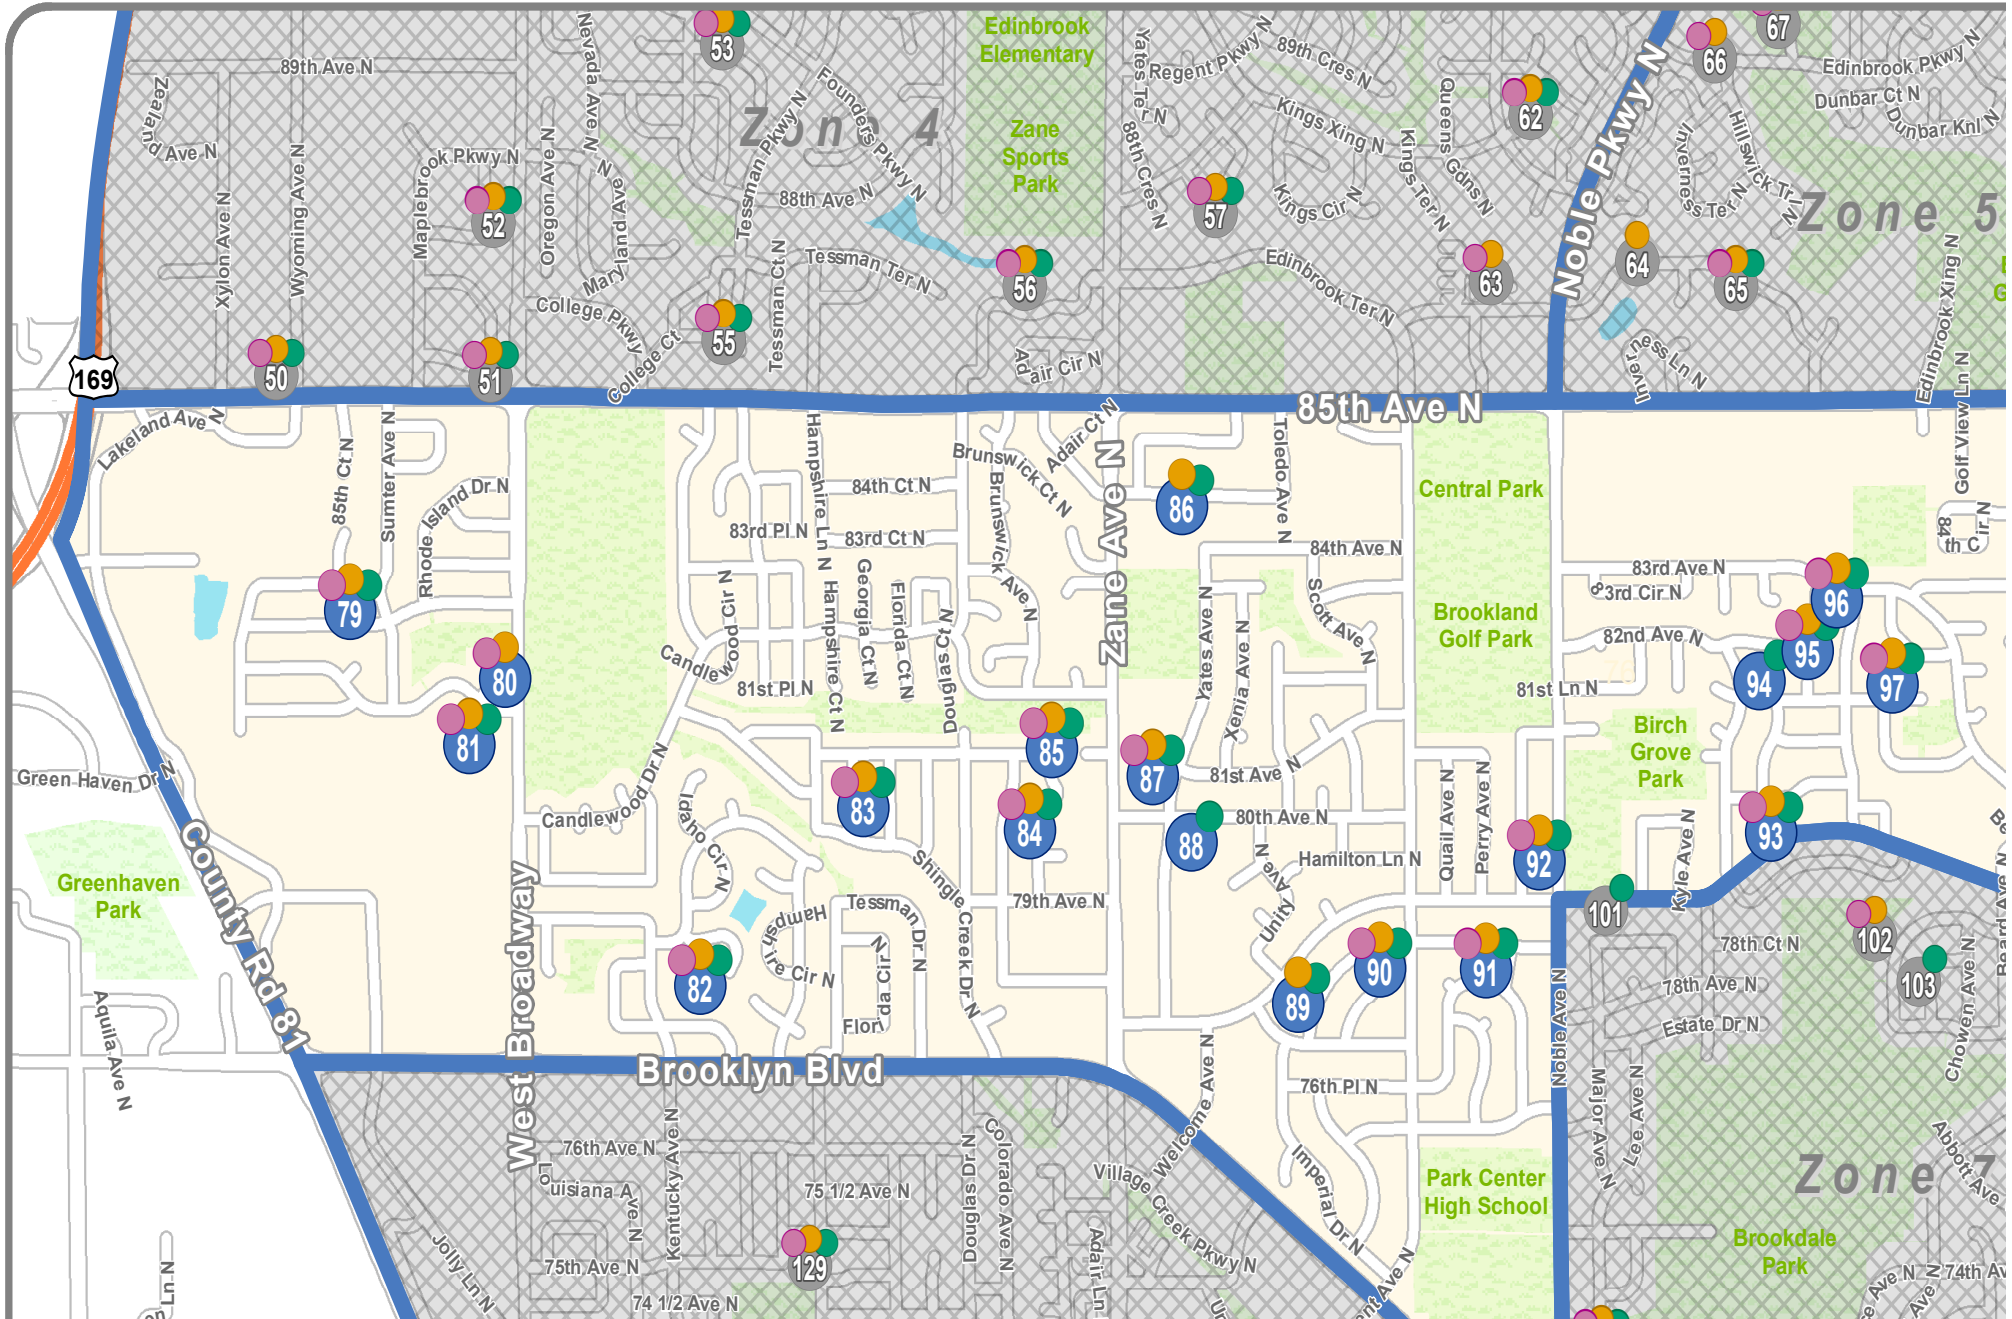 53
67
66
Edinbrook
Elementary
Zane
Sports
Park
89th Ave N
Zealand Ave N
Nevada Ave N
Founders Pkwy N
Zone 4
Tessman Pkwy N
Yates Ter N
Regent Pkwy N
89th Cres N
Queens Gdns N
62
Noble Pkwy N
Edinbrook Pkwy N
Dunbar Ct N
Dunbar Knl N
Hillswick Trl N
Inverness Ter N
Zone 5
Kings Xing N
Kings Ter N
Kings Cir N
88th Cres N
57
88th Ave N
Maplebrook Pkwy N
52
Oregon Ave N
Maryland Ave N
Xylon Ave N
Wyoming Ave N
Tessman Ter N
Tessman Ct N
56
Edinbrook Ter N
63
64
65
Edinbrook Xing N
College Pkwy
College Ct
55
50
51
Adair Cir N
Inverness Ln N
169
85th Ave N
Golf View Ln N
Lakeland Ave N
85th Ct N
Sumter Ave N
Rhode Island Dr N
Hampshire Ln N
84th Ct N
83rd Pl N
83rd Ct N
Brunswick Ct N
Brunswick Ave N
Adair Ct N
Zane Ave N
86
Toledo Ave N
84th Ave N
Central Park
84th Cir N
83rd Ave N
83rd Cir N
82nd Ave N
81st Ln N
Brookland
Golf Park
Birch
Grove
Park
79
80
81
Candlewood Cir N
Candlewood Dr N
Candlewood
81st Pl N
Hampshire Ct N
Georgia Ct N
Florida Ct N
Douglas Ct N
Yates Ave N
Xenia Ave N
Scott Ave N
96
95
94
97
85
87
81st Ave N
83
84
88
80th Ave N
Hamilton Ln N
Quail Ave N
Perry Ave N
92
93
Kyle Ave N
Green Haven Dr N
Greenhaven
Park
County Rd 81
West Broadway
Idaho Cir N
Hampshire Cir N
Tessman Dr N
Shingle Creek Dr N
79th Ave N
Unity Ave N
82
Florida Cir N
89
90
91
101
102
103
78th Ct N
78th Ave N
Estate Dr N
Chowen Ave N
Beard Ave N
Noble Ave N
Aquila Ave N
Brooklyn Blvd
Welcome Ave N
76th Pl N
Major Ave N
Lee Ave N
Abbott Ave
Zone 7
76th Ave N
Louisiana Ave N
Kentucky Ave N
75 1/2 Ave N
Douglas Dr N
Colorado Ave N
Village Creek Pkwy N
Imperial Dr N
Park Center
High School
Brookdale
Park
Jolly Ln N
75th Ave N
129
74 1/2 Ave N
Adair Ln
74th Av
Ave N
Ln N